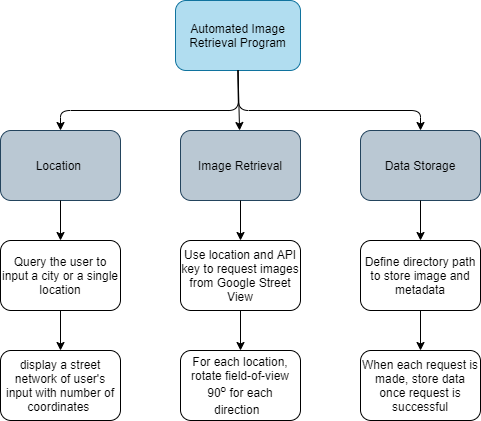 Automated Image
Retrieval Program
Location
Image Retrieval
Data Storage
Query the user to
input a city or a single
location
Use location and API
key to request images
from Google Street
View
Define directory path
to store image and
metadata
display a street
network of user's
input with number of
coordinates
For each location,
rotate field-of-view
90⁰ for each
direction
When each request is
made, store data
once request is
successful